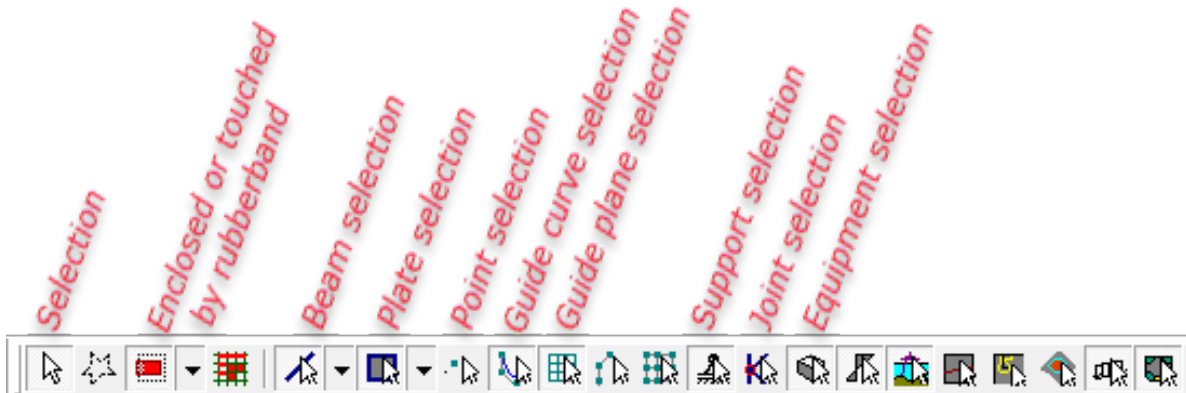 Selection
Enclosed or touched
by rubberband
Beam selection
Plate selection
Point selection
Guide curve selection
Guide plane selection
Support selection
Joint selection
Equipment selection